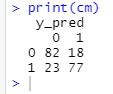 > print(cm)
y_pred
0 1
0 82 18
1 23 77
>